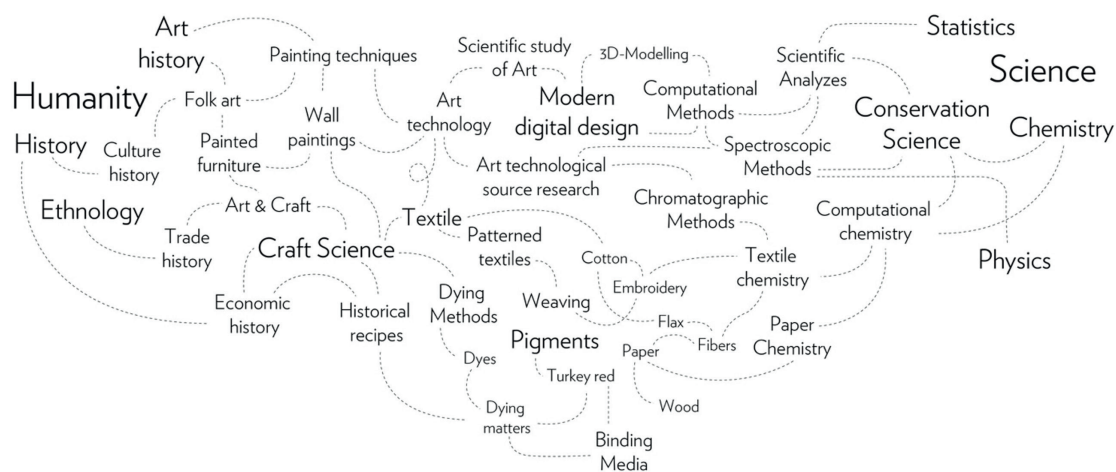 Art
history
Painting techniques
Scientific study
of Art
3D-Modelling
Scientific
Analyzes
Statistics
Science
Humanity
Folk art
Wall
paintings
Art
technology
Modern
digital design
Computational
Methods
Conservation
Science
Chemistry
History
Culture
history
Painted
furniture
Art technological
source research
Spectroscopic
Methods
Ethnology
Art & Craft
Textile
Chromatographic
Methods
Computational
chemistry
Trade
history
Craft Science
Patterned
textiles
Cotton
Textile
chemistry
Physics
Economic
history
Historical
recipes
Dying
Methods
Weaving
Embroidery
Flax
Fibers
Paper
Chemistry
Pigments
Paper
Dyes
Turkey red
Wood
Dying
matters
Binding
Media